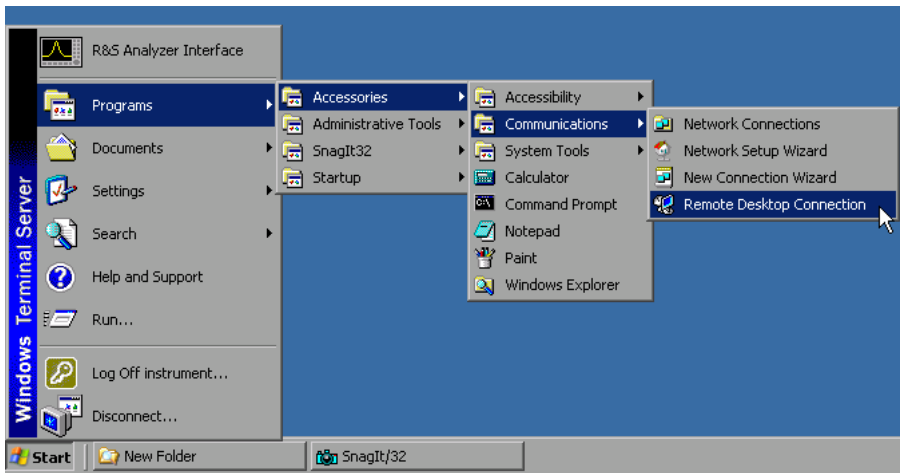 R&S Analyzer Interface
Programs
Documents
Settings
Search
Help and Support
Run...
Log Off instrument...
Disconnect...
Windows Terminal Server
Accessories
Administrative Tools
SnagIt32
Startup
Accessibility
Communications
System Tools
Calculator
Command Prompt
Notepad
Paint
Windows Explorer
Network Connections
Network Setup Wizard
New Connection Wizard
Remote Desktop Connection
Start
New Folder
SnagIt/32